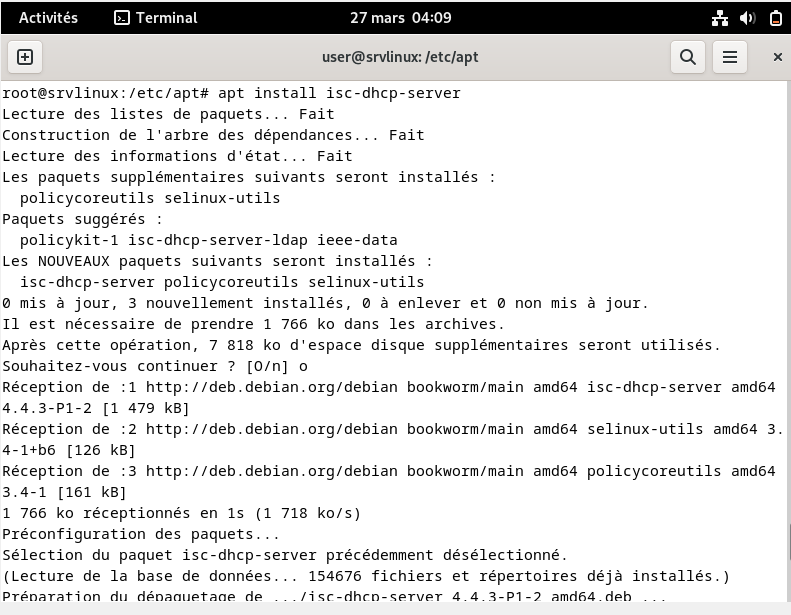 Activités
Terminal
27 mars 04:09
user@srvlinux: /etc/apt
root@srvlinux:/etc/apt# apt install isc-dhcp-server
Lecture des listes de paquets... Fait
Construction de l'arbre des dépendances... Fait
Lecture des informations d'état... Fait
Les paquets supplémentaires suivants seront installés :
  policycoreutils selinux-utils
Paquets suggérés :
  policykit-1 isc-dhcp-server-ldap ieee-data
Les NOUVEAUX paquets suivants seront installés :
  isc-dhcp-server policycoreutils selinux-utils
0 mis à jour, 3 nouvellement installés, 0 à enlever et 0 non mis à jour.
Il est nécessaire de prendre 1 766 ko dans les archives.
Après cette opération, 7 818 ko d'espace disque supplémentaires seront utilisés.
Souhaitez-vous continuer ? [O/n] o
Réception de :1 http://deb.debian.org/debian bookworm/main amd64 isc-dhcp-server amd64
4.4.3-P1-2 [1 479 kB]
Réception de :2 http://deb.debian.org/debian bookworm/main amd64 selinux-utils amd64 3.
4-1+b6 [126 kB]
Réception de :3 http://deb.debian.org/debian bookworm/main amd64 policycoreutils amd64
3.4-1 [161 kB]
1 766 ko réceptionnés en 1s (1 718 ko/s)
Préconfiguration des paquets...
Sélection du paquet isc-dhcp-server précédemment désélectionné.
(Lecture de la base de données... 154676 fichiers et répertoires déjà installés.)
Préparation du dépaquetage de .../isc-dhcp-server_4.4.3-P1-2_amd64.deb ...